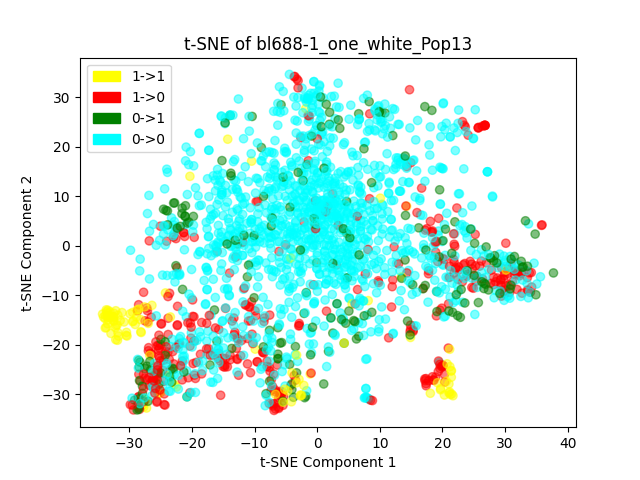 t-SNE of bl688-1_one_white_Pop13
1->1
1->0
0->1
0->0
30
20
10
0
−10
−20
−30
t-SNE Component 2
−30 −20 −10 0 10 20 30 40
t-SNE Component 1